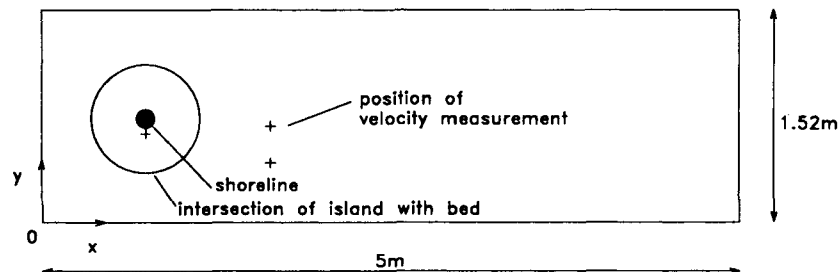 position of
velocity measurement
1.52m
y
shoreline
intersection of island with bed
0
x
5m